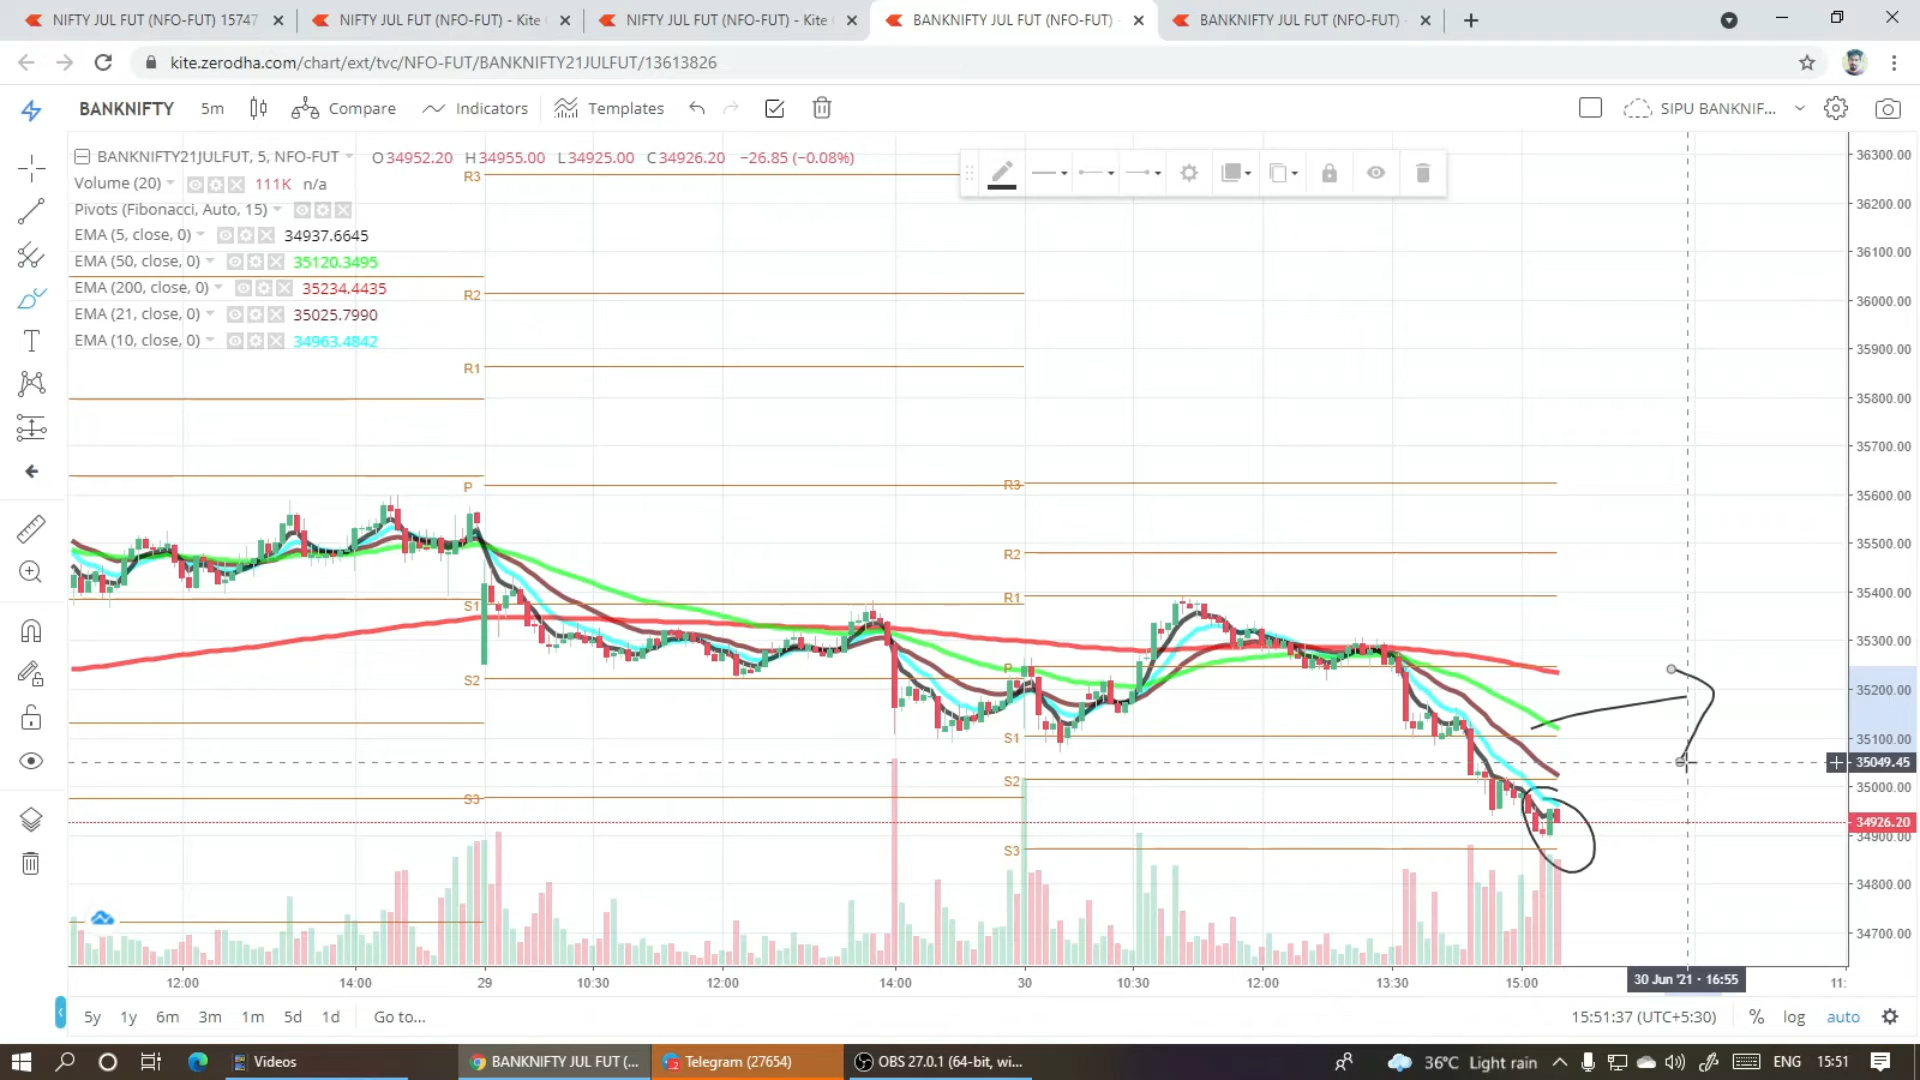 NIFTY JUL FUT (NFO-FUT) 15747
NIFTY JUL FUT (NFO-FUT) - Kite
NIFTY JUL FUT (NFO-FUT) - Kite
BANKNIFTY JUL FUT (NFO-FUT) -
BANKNIFTY JUL FUT (NFO-FUT) -
kite.zerodha.com/chart/ext/tvc/NFO-FUT/BANKNIFTY21JULFUT/13613826
BANKNIFTY 5m Compare Indicators Templates SIPU BANKNIF...
BANKNIFTY21JULFUT, 5, NFO-FUT O34952.20 H34955.00 L34925.00 C34926.20 −26.85 (−0.08%)
Volume (20) 111K n/a
Pivots (Fibonacci, Auto, 15)
EMA (5, close, 0) 34937.6645
EMA (50, close, 0) 35120.3495
EMA (200, close, 0) 35234.4435
EMA (21, close, 0) 35025.7990
EMA (10, close, 0) 34963.4842
R3
R2
R1
P
S1
S2
S3
R3
R2
R1
P
S1
S2
S3
36300.00
36200.00
36100.00
36000.00
35900.00
35800.00
35700.00
35600.00
35500.00
35400.00
35300.00
35200.00
35100.00
35049.45
35000.00
34926.20
34900.00
34800.00
34700.00
12:00 14:00 29 10:30 12:00 14:00 30 10:30 12:00 13:30 15:00 30 Jun '21 • 16:55 11:
5y 1y 6m 3m 1m 5d 1d Go to... 15:51:37 (UTC+5:30) % log auto
Videos BANKNIFTY JUL FUT (... Telegram (27654) OBS 27.0.1 (64-bit, wi... 36°C Light rain ENG 15:51